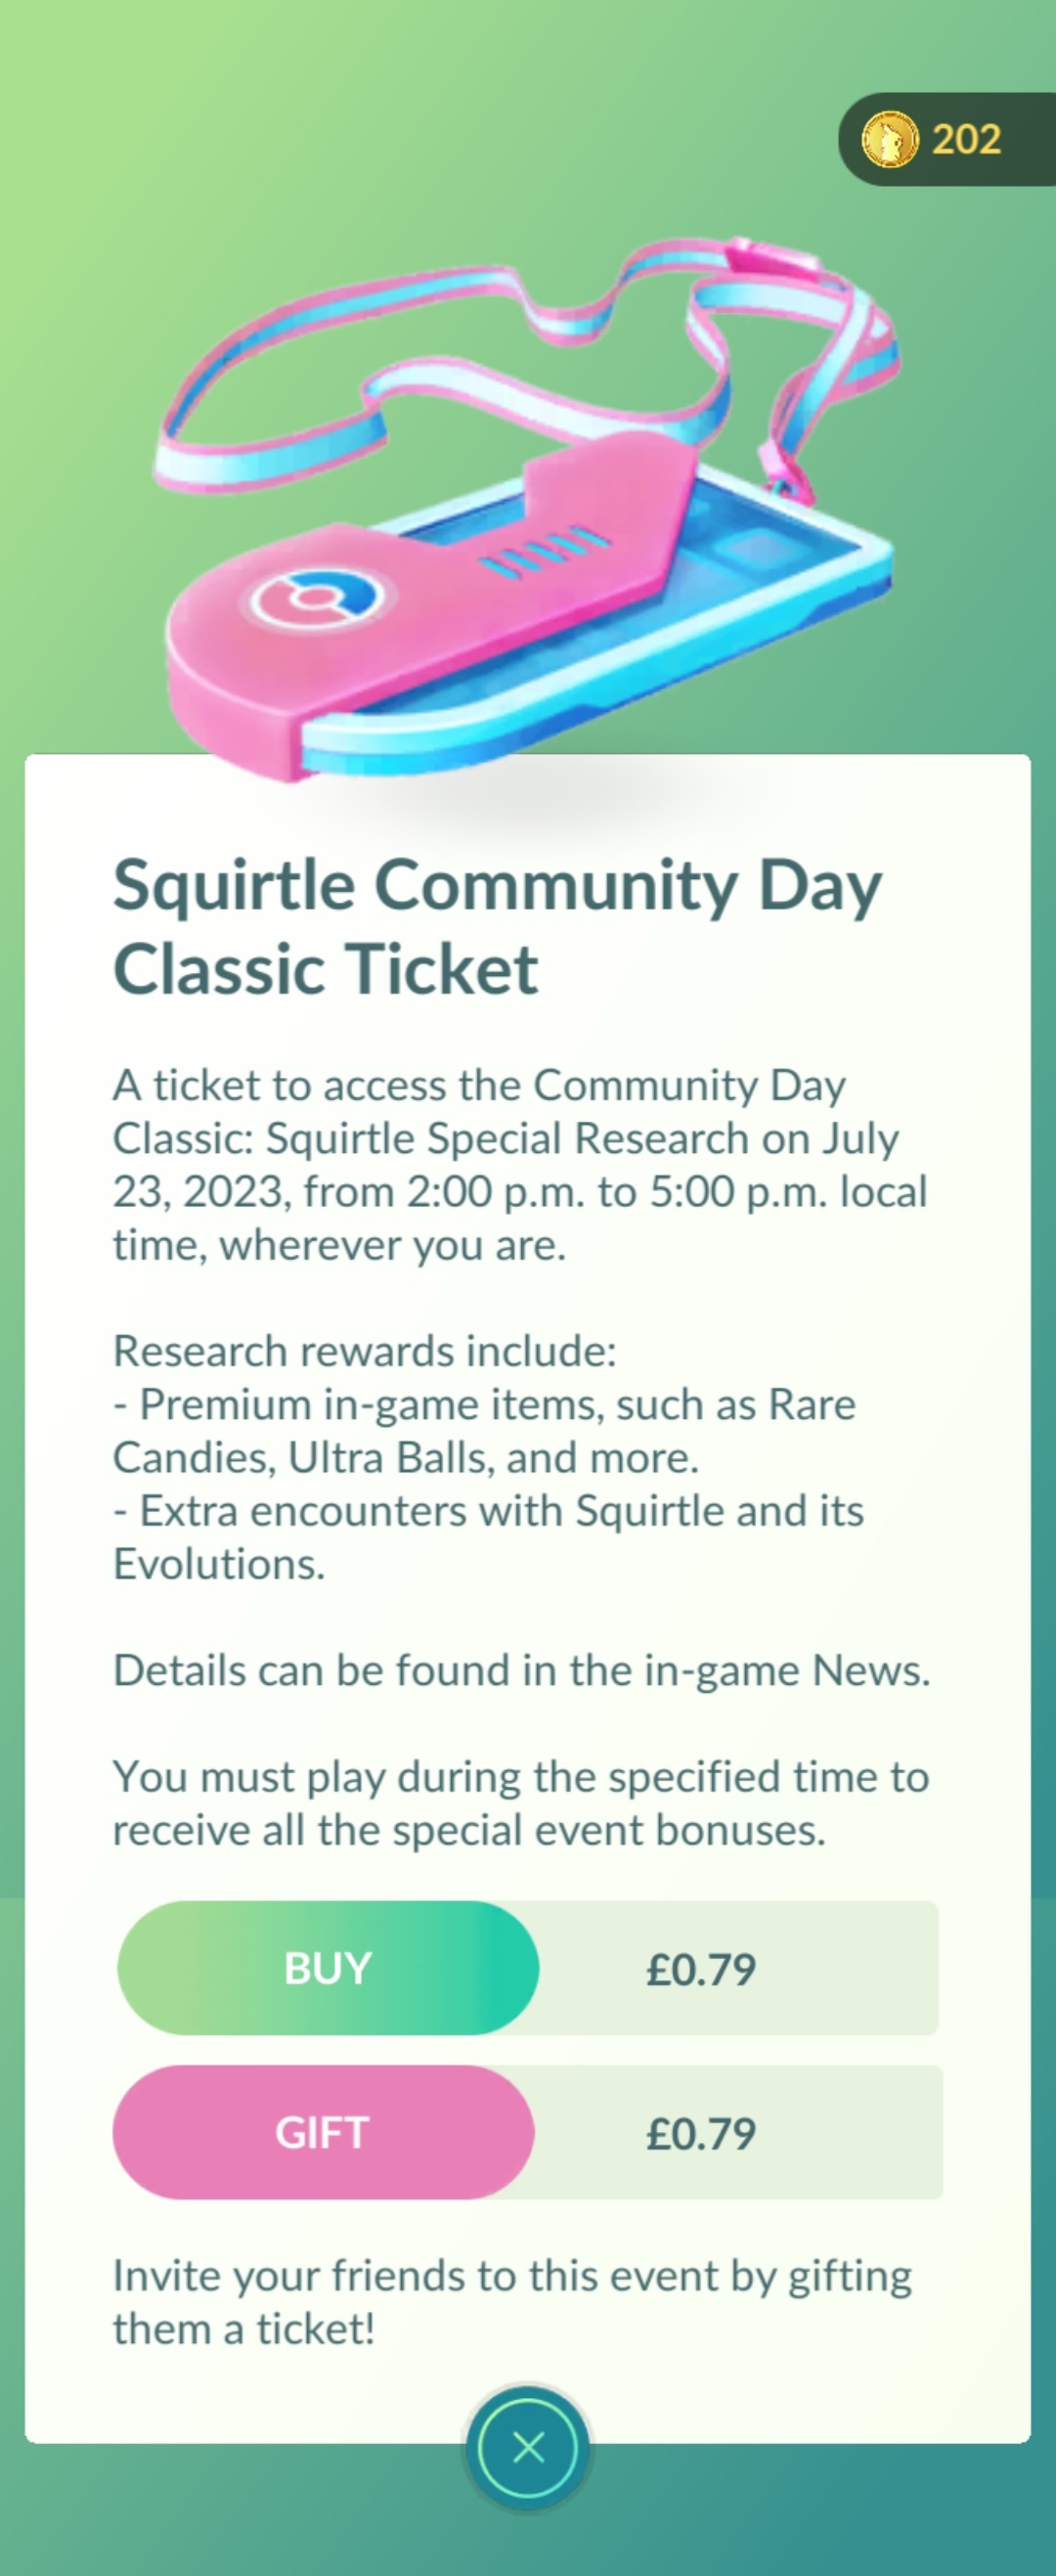 202
Squirtle Community Day
Classic Ticket
A ticket to access the Community Day
Classic: Squirtle Special Research on July
23, 2023, from 2:00 p.m. to 5:00 p.m. local
time, wherever you are.
Research rewards include:
- Premium in-game items, such as Rare
Candies, Ultra Balls, and more.
- Extra encounters with Squirtle and its
Evolutions.
Details can be found in the in-game News.
You must play during the specified time to
receive all the special event bonuses.
BUY £0.79
GIFT £0.79
Invite your friends to this event by gifting
them a ticket!